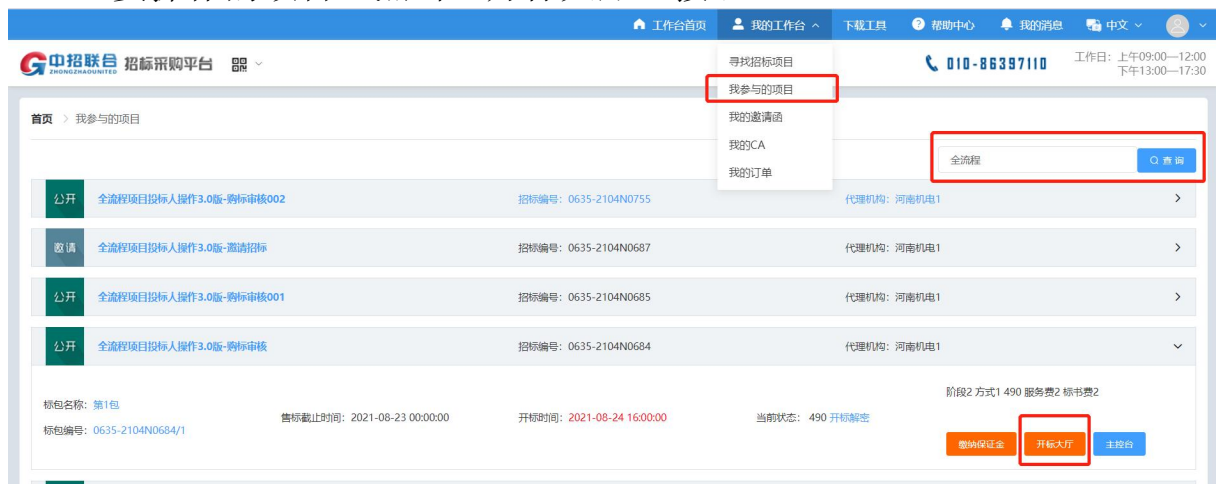 工作台首页 我的工作台 下载工具 帮助中心 我的消息 中文
中招联合 招标采购平台
ZHONGZHAOUNITED
010-86397110
工作日：上午09:00—12:00
下午13:00—17:30
寻找招标项目
我参与的项目
我的邀请函
我的CA
我的订单
首页 > 我参与的项目
全流程 查询
公开 全流程项目投标人操作3.0版-购标审核002 招标编号：0635-2104N0755 代理机构：河南机电1
邀请 全流程项目投标人操作3.0版-邀请招标 招标编号：0635-2104N0687 代理机构：河南机电1
公开 全流程项目投标人操作3.0版-购标审核001 招标编号：0635-2104N0685 代理机构：河南机电1
公开 全流程项目投标人操作3.0版-购标审核 招标编号：0635-2104N0684 代理机构：河南机电1
阶段2 方式1 490 服务费2 标书费2
标包名称：第1包
售标截止时间：2021-08-23 00:00:00 开标时间：2021-08-24 16:00:00 当前状态：490 开标解密
标包编号：0635-2104N0684/1
缴纳保证金 开标大厅 主控台